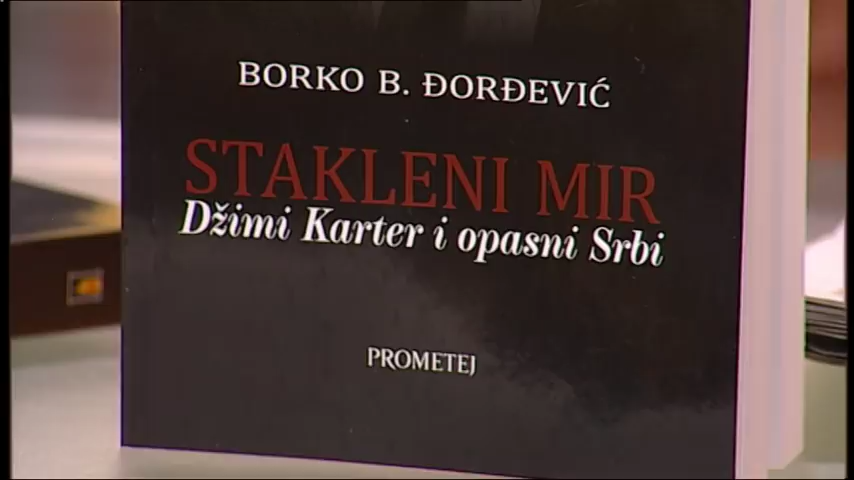 BORKO B. ĐORĐEVIĆ
STAKLENI MIR
Džimi Karter i opasni Srbi
PROMETEJ